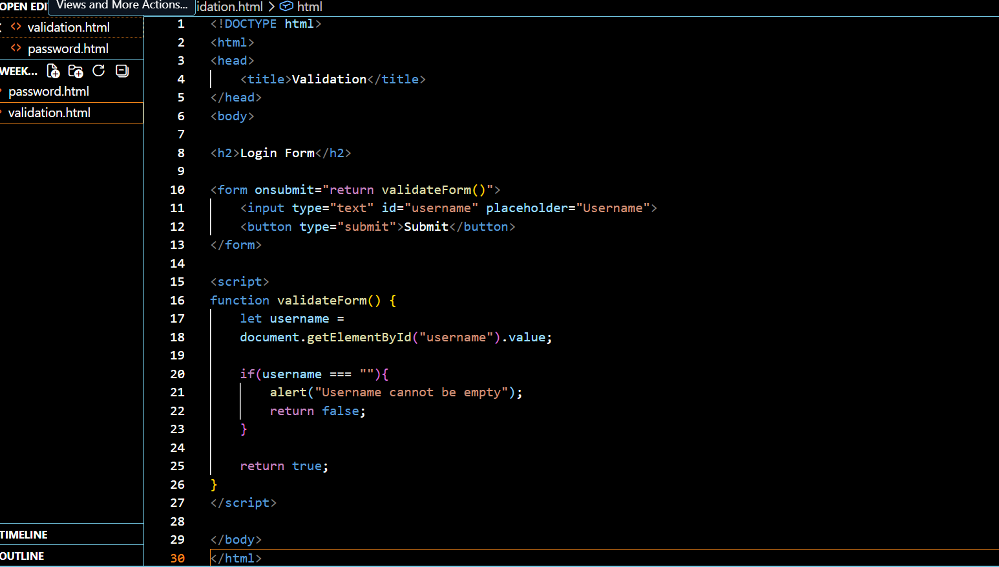 OPEN EDI
Views and More Actions...
idation.html > html
validation.html
password.html
WEEK...
password.html
validation.html
TIMELINE
OUTLINE
1 <!DOCTYPE html>
2 <html>
3 <head>
4     <title>Validation</title>
5 </head>
6 <body>
7
8 <h2>Login Form</h2>
9
10 <form onsubmit="return validateForm()">
11     <input type="text" id="username" placeholder="Username">
12     <button type="submit">Submit</button>
13 </form>
14
15 <script>
16 function validateForm() {
17     let username =
18     document.getElementById("username").value;
19
20     if(username === ""){
21         alert("Username cannot be empty");
22         return false;
23     }
24
25     return true;
26 }
27 </script>
28
29 </body>
30 </html>